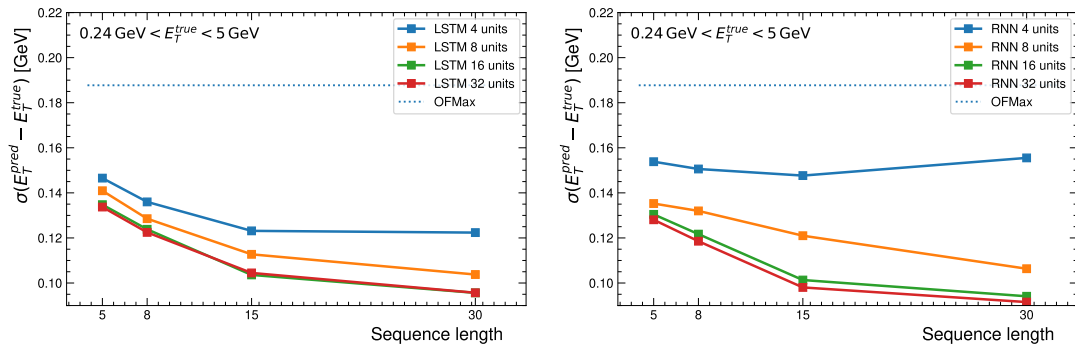 0.24 GeV < E_T^true < 5 GeV
LSTM 4 units
LSTM 8 units
LSTM 16 units
LSTM 32 units
OFMax
σ(E_T^pred − E_T^true) [GeV]
0.22
0.20
0.18
0.16
0.14
0.12
0.10
5
8
15
30
Sequence length
0.24 GeV < E_T^true < 5 GeV
RNN 4 units
RNN 8 units
RNN 16 units
RNN 32 units
OFMax
σ(E_T^pred − E_T^true) [GeV]
0.22
0.20
0.18
0.16
0.14
0.12
0.10
5
8
15
30
Sequence length